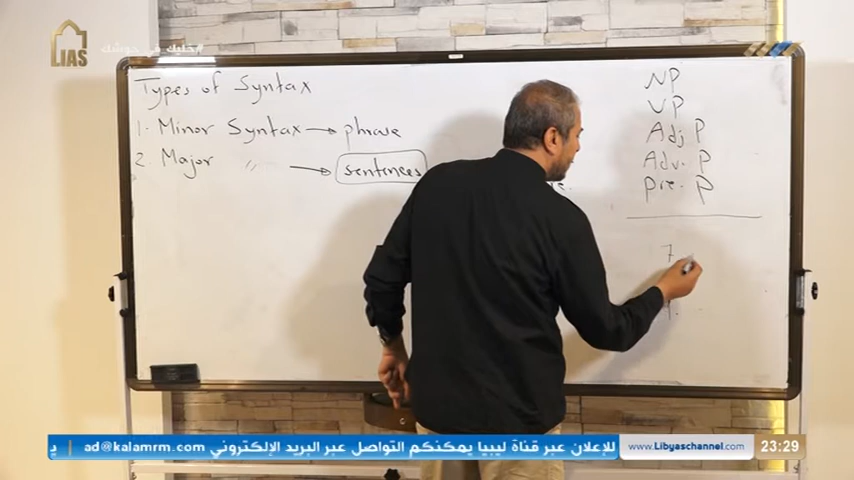 LIAS
#خليك_في_حوشك
Types of Syntax
1. Minor Syntax → phrase
2. Major " → sentences
NP
VP
Adj P
Adv. P
Pre. P
7
للإعلان عبر قناة ليبيا يمكنكم التواصل عبر البريد الإلكتروني ad@kalamrm.com
www.Libyaschannel.com
23:29